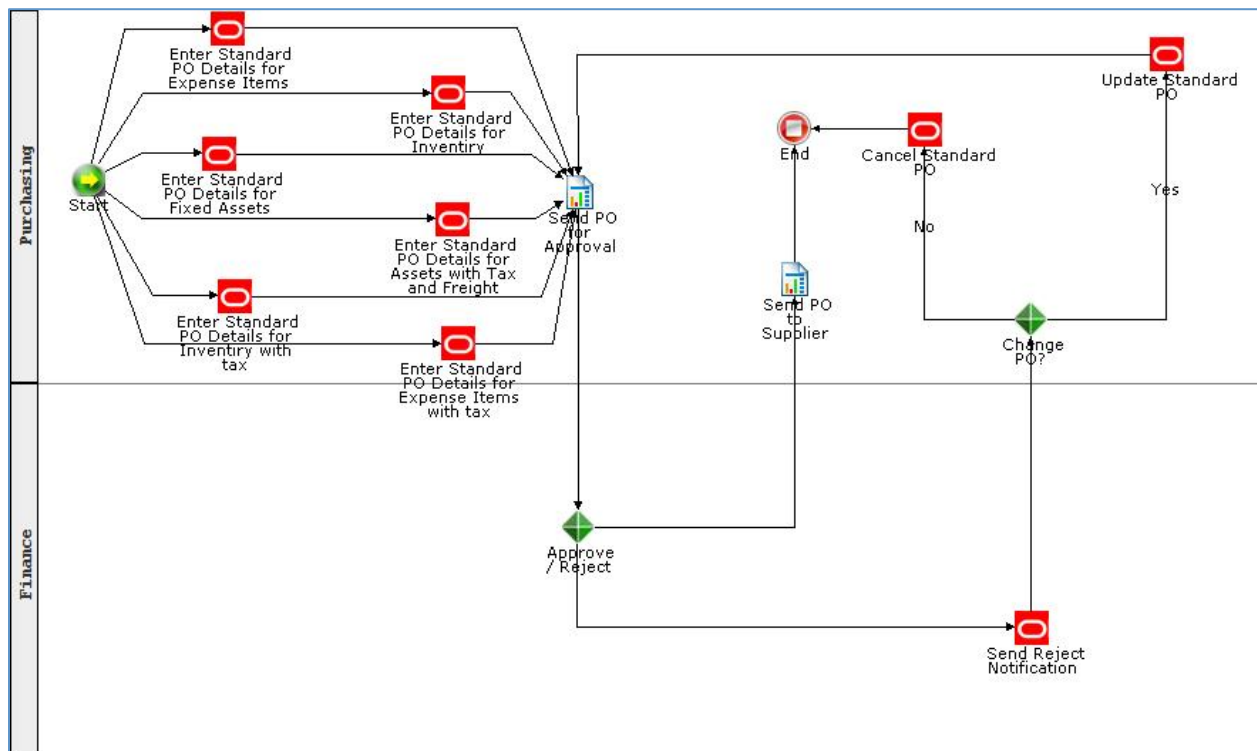 Purchasing
Start
Enter Standard
PO Details for
Expense Items
Enter Standard
PO Details for
Inventiry
Enter Standard
PO Details for
Fixed Assets
Enter Standard
PO Details for
Assets with Tax
and Freight
Enter Standard
PO Details for
Inventiry with
tax
Enter Standard
PO Details for
Expense Items
with tax
Send PO
for
Approval
End
Cancel Standard
PO
Update Standard
PO
Yes
No
Send PO
to
Supplier
Change
PO?
Finance
Approve
/ Reject
Send Reject
Notification